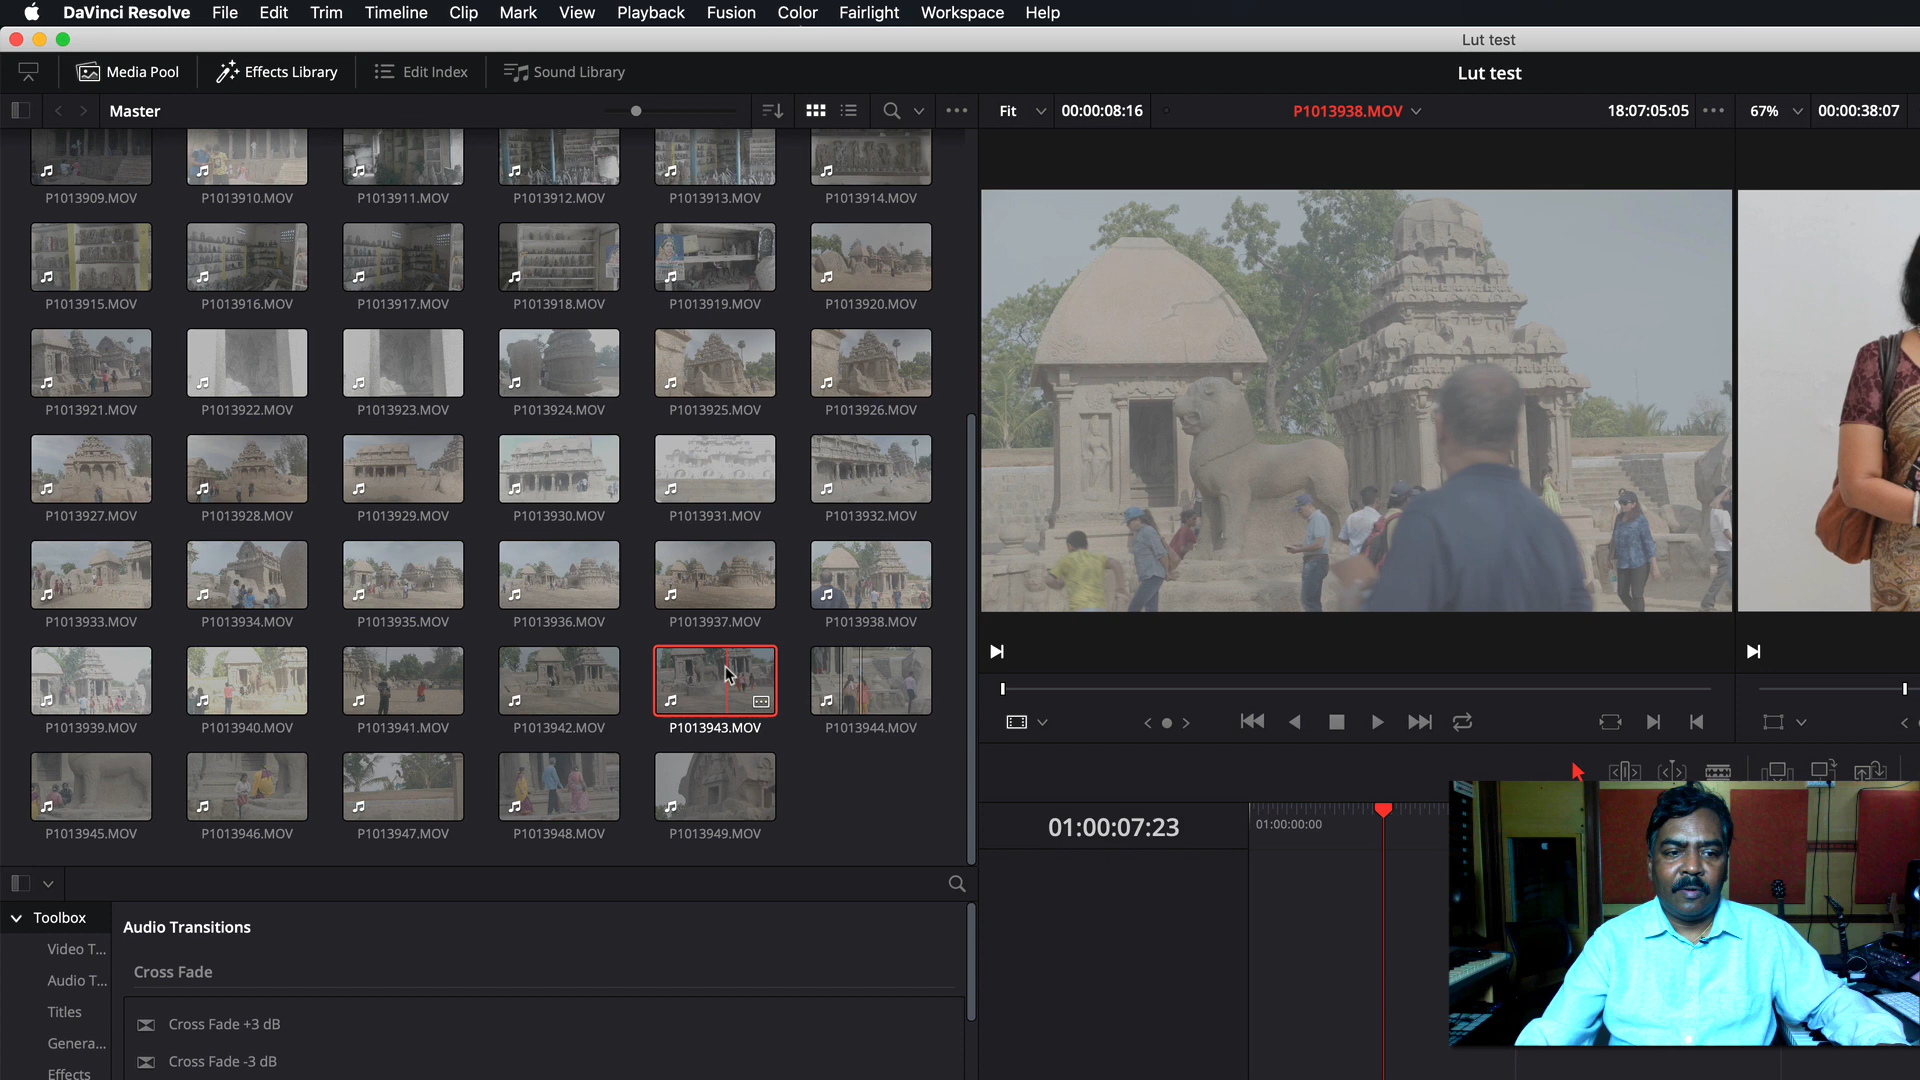 DaVinci Resolve File Edit Trim Timeline Clip Mark View Playback Fusion Color Fairlight Workspace Help
Lut test
Media Pool Effects Library Edit Index Sound Library Lut test
Master Fit 00:00:08:16 P1013938.MOV 18:07:05:05 67% 00:00:38:07
P1013909.MOV P1013910.MOV P1013911.MOV P1013912.MOV P1013913.MOV P1013914.MOV
P1013915.MOV P1013916.MOV P1013917.MOV P1013918.MOV P1013919.MOV P1013920.MOV
P1013921.MOV P1013922.MOV P1013923.MOV P1013924.MOV P1013925.MOV P1013926.MOV
P1013927.MOV P1013928.MOV P1013929.MOV P1013930.MOV P1013931.MOV P1013932.MOV
P1013933.MOV P1013934.MOV P1013935.MOV P1013936.MOV P1013937.MOV P1013938.MOV
P1013939.MOV P1013940.MOV P1013941.MOV P1013942.MOV P1013943.MOV P1013944.MOV
P1013945.MOV P1013946.MOV P1013947.MOV P1013948.MOV P1013949.MOV
01:00:07:23 01:00:00:00
Toolbox
Video T...
Audio T...
Titles
Genera...
Effects
Audio Transitions
Cross Fade
Cross Fade +3 dB
Cross Fade -3 dB